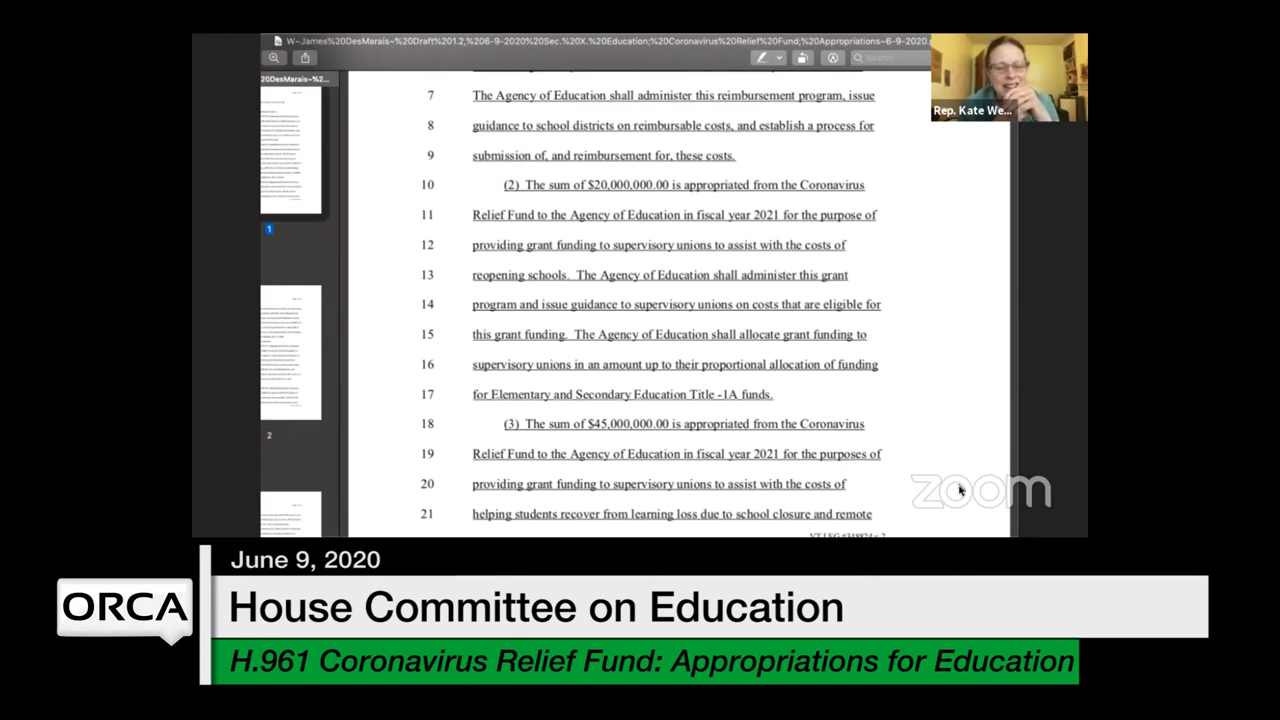 W~James%20DesMarais~%20Draft%201.2,%206-9-2020%20Sec.%20X.%20Education;%20Coronavirus%20Relief%20Fund;%20Appropriations~6-9-2020.
Search
20DesMarais~%2...
Rep. Kate We...
7 The Agency of Education shall administer this reimbursement program, issue
8 guidance to school districts on reimbursable costs, and establish a process for
9 submission of, and reimbursement for, these costs.
10 (2) The sum of $20,000,000.00 is appropriated from the Coronavirus
11 Relief Fund to the Agency of Education in fiscal year 2021 for the purpose of
12 providing grant funding to supervisory unions to assist with the costs of
13 reopening schools. The Agency of Education shall administer this grant
14 program and issue guidance to supervisory union on costs that are eligible for
15 this grant funding. The Agency of Education shall allocate grant funding to
16 supervisory unions in an amount up to their proportional allocation of funding
17 for Elementary and Secondary Education Title -1A funds.
18 (3) The sum of $45,000,000.00 is appropriated from the Coronavirus
19 Relief Fund to the Agency of Education in fiscal year 2021 for the purposes of
20 providing grant funding to supervisory unions to assist with the costs of
21 helping students recover from learning loss from school closure and remote
1
2
zoom
June 9, 2020
ORCA
House Committee on Education
H.961 Coronavirus Relief Fund: Appropriations for Education